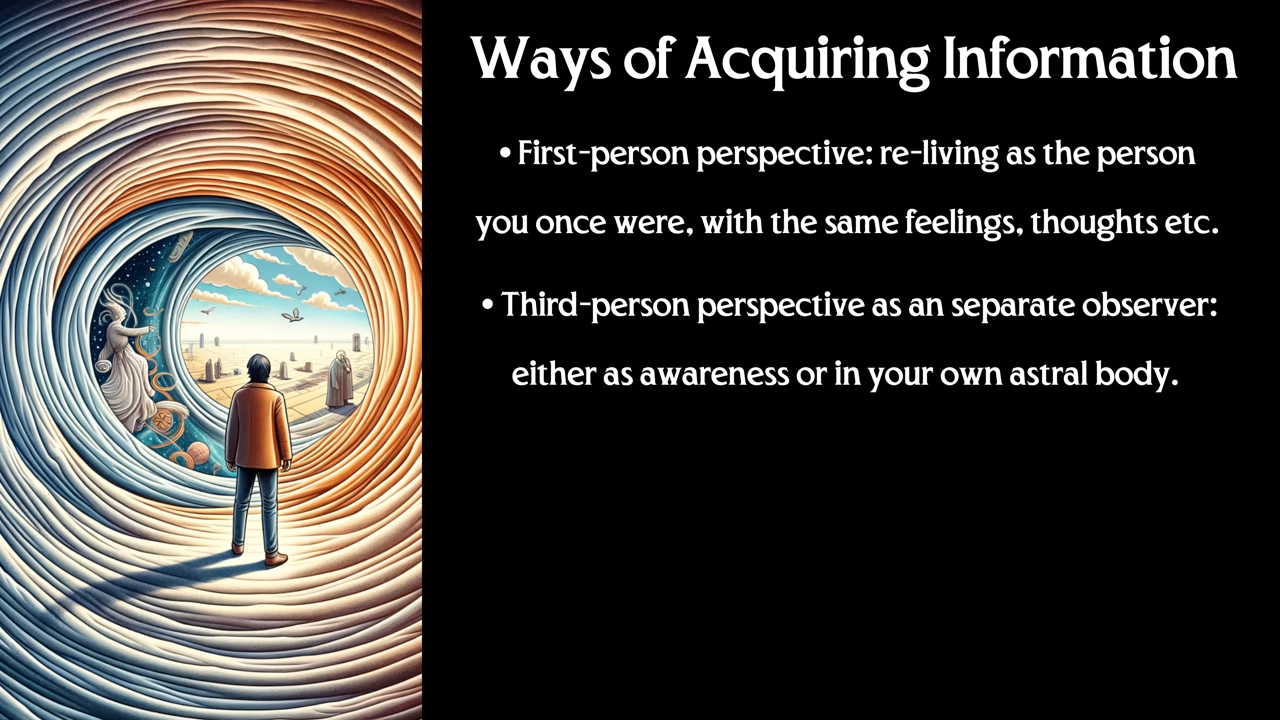 Ways of Acquiring Information
• First-person perspective: re-living as the person
you once were, with the same feelings, thoughts etc.
• Third-person perspective as an separate observer:
either as awareness or in your own astral body.